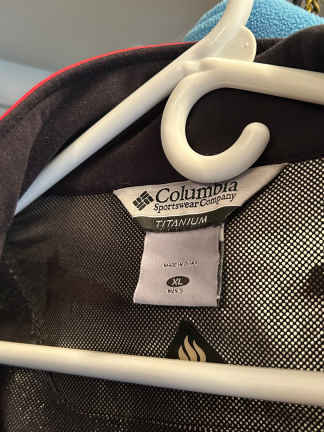 Columbia
Sportswear Company
TITANIUM
MADE IN
XL